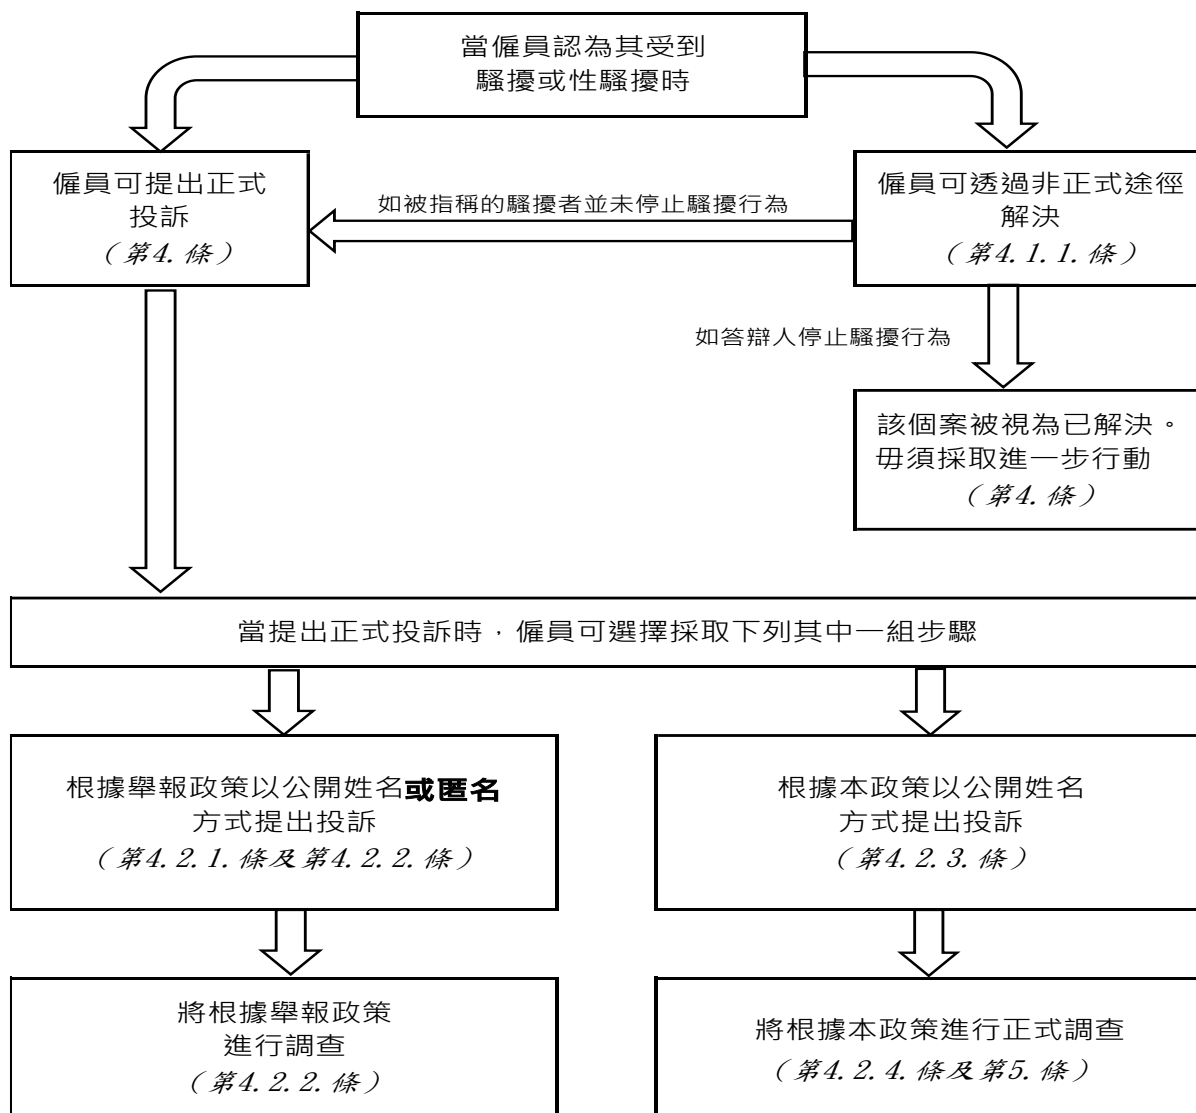 當僱員認為其受到
騷擾或性騷擾時
僱員可提出正式
投訴
（第4. 條）
如被指稱的騷擾者並未停止騷擾行為
僱員可透過非正式途徑
解決
（第4. 1. 1. 條）
如答辯人停止騷擾行為
該個案被視為已解決。
毋須採取進一步行動
（第4. 條）
當提出正式投訴時，僱員可選擇採取下列其中一組步驟
根據舉報政策以公開姓名或匿名
方式提出投訴
（第4. 2. 1. 條及第4. 2. 2. 條）
根據本政策以公開姓名
方式提出投訴
（第4. 2. 3. 條）
將根據舉報政策
進行調查
（第4. 2. 2. 條）
將根據本政策進行正式調查
（第4. 2. 4. 條及第5. 條）